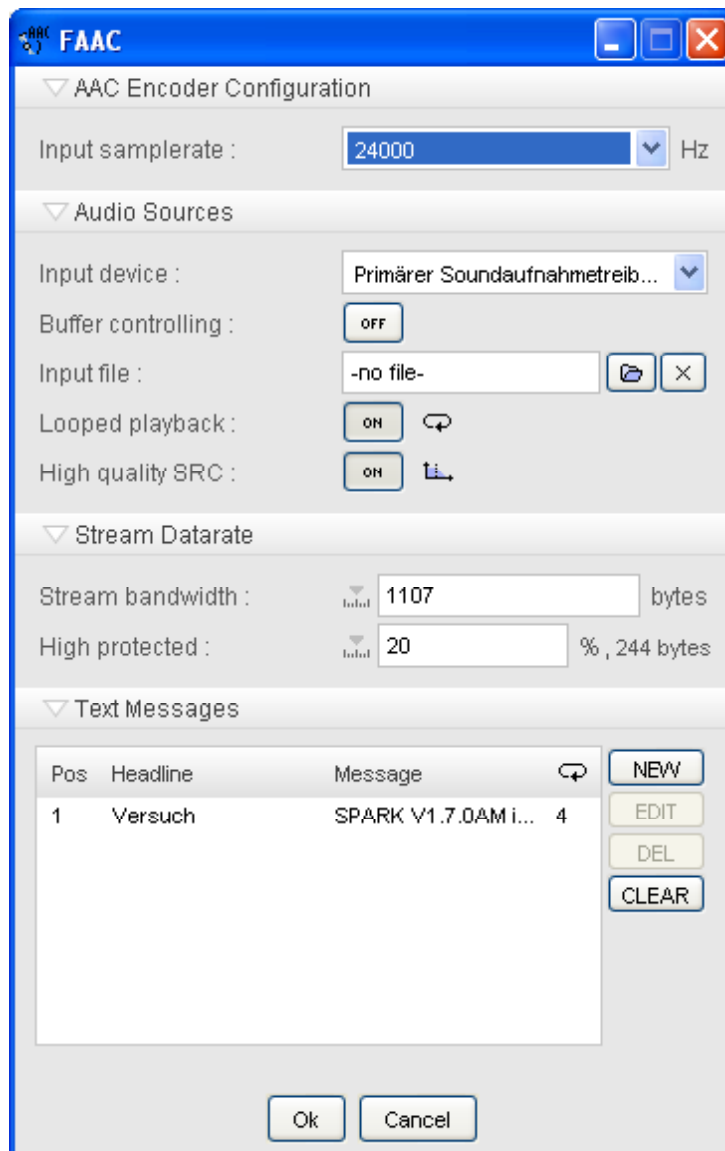 AAC FAAC
AAC Encoder Configuration
Input samplerate : 24000 Hz
Audio Sources
Input device : Primärer Soundaufnahmetreib...
Buffer controlling : OFF
Input file : -no file-
Looped playback : ON
High quality SRC : ON
Stream Datarate
Stream bandwidth : 1107 bytes
High protected : 20 % , 244 bytes
Text Messages
Pos Headline Message NEW
1 Versuch SPARK V1.7.0AM i... 4 EDIT
DEL
CLEAR
Ok Cancel